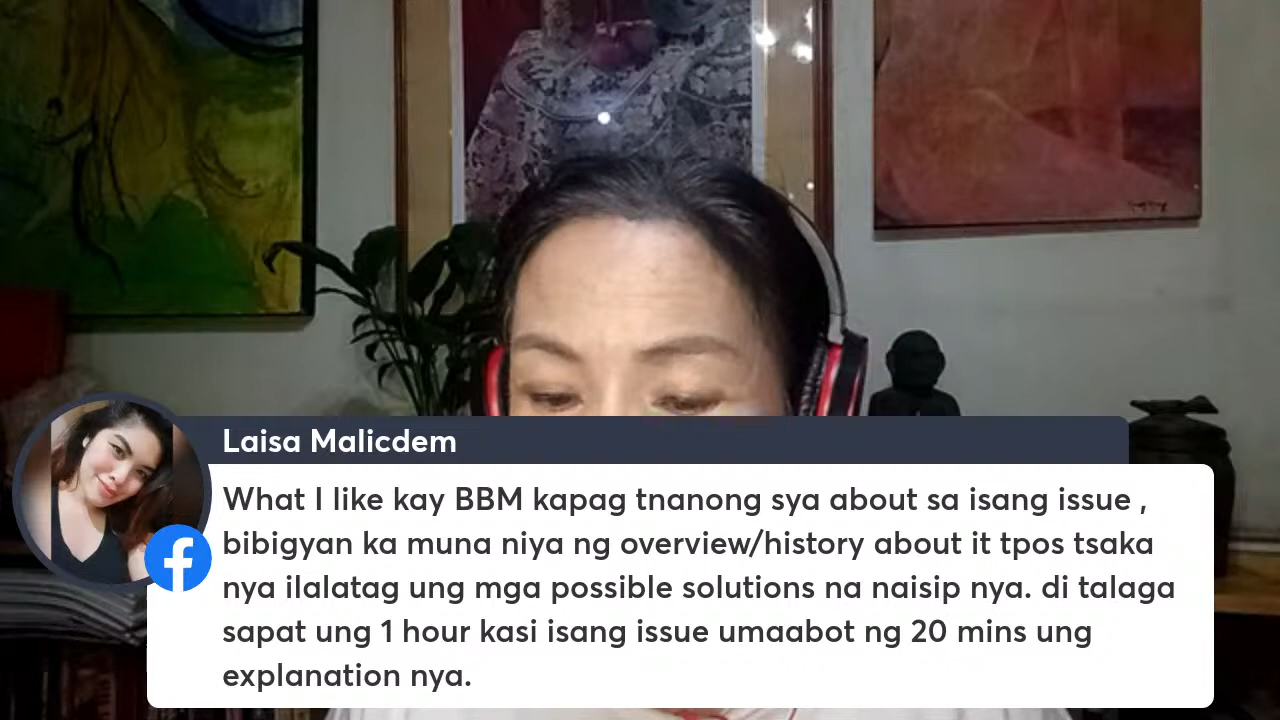 Laisa Malicdem
What I like kay BBM kapag tnanong sya about sa isang issue ,
bibigyan ka muna niya ng overview/history about it tpos tsaka
nya ilalatag ung mga possible solutions na naisip nya. di talaga
sapat ung 1 hour kasi isang issue umaabot ng 20 mins ung
explanation nya.